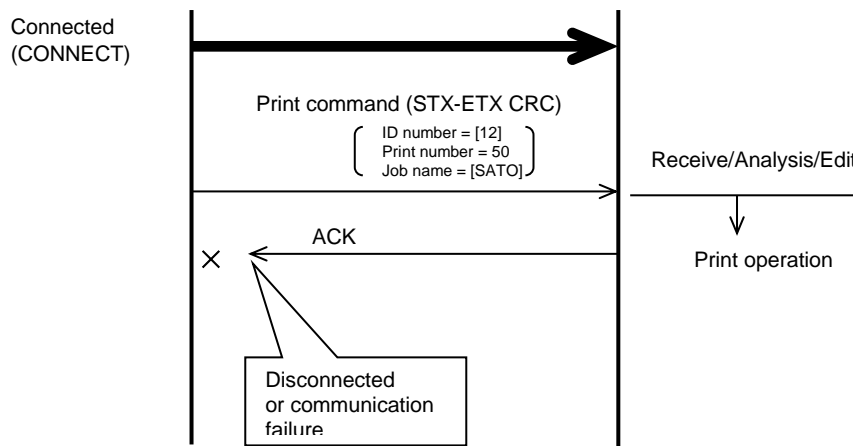 Connected
(CONNECT)
Print command (STX-ETX CRC)
ID number = [12]
Print number = 50
Job name = [SATO]
Receive/Analysis/Edit
ACK
Print operation
Disconnected
or communication
failure